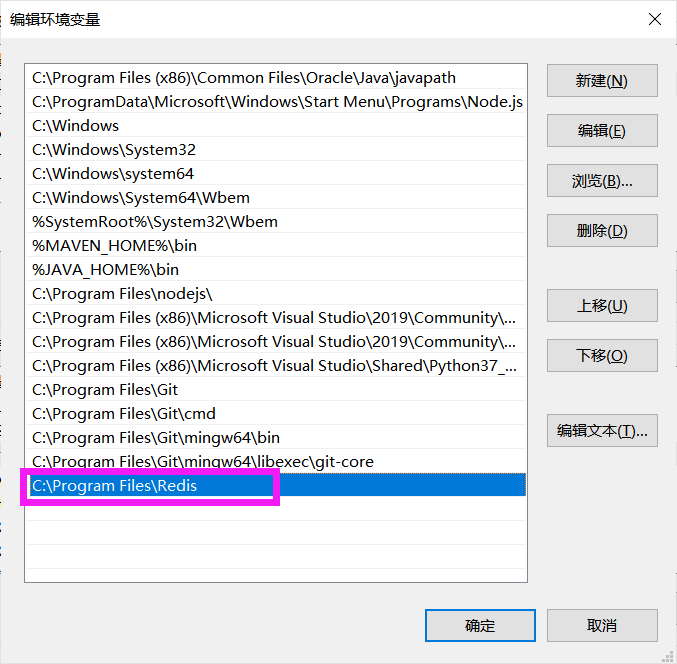 编辑环境变量
C:\Program Files (x86)\Common Files\Oracle\Java\javapath
C:\ProgramData\Microsoft\Windows\Start Menu\Programs\Node.js
C:\Windows
C:\Windows\System32
C:\Windows\system64
C:\Windows\System64\Wbem
%SystemRoot%\System32\Wbem
%MAVEN_HOME%\bin
%JAVA_HOME%\bin
C:\Program Files\nodejs\
C:\Program Files (x86)\Microsoft Visual Studio\2019\Community\...
C:\Program Files (x86)\Microsoft Visual Studio\2019\Community\...
C:\Program Files (x86)\Microsoft Visual Studio\Shared\Python37_...
C:\Program Files\Git
C:\Program Files\Git\cmd
C:\Program Files\Git\mingw64\bin
C:\Program Files\Git\mingw64\libexec\git-core
C:\Program Files\Redis
新建(N)
编辑(E)
浏览(B)...
删除(D)
上移(U)
下移(O)
编辑文本(T)...
确定
取消